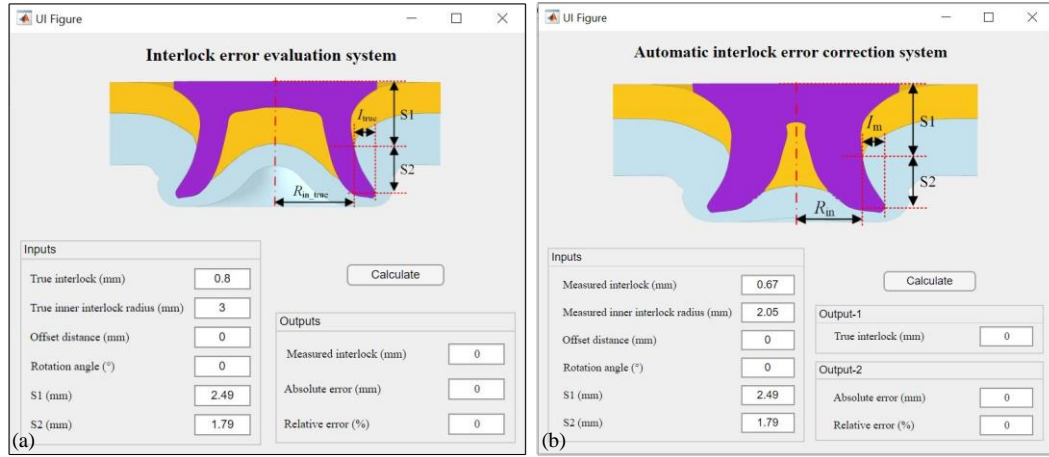 UI Figure
Interlock error evaluation system
S1
I_true
S2
R_in_true
Inputs
True interlock (mm) 0.8
True inner interlock radius (mm) 3
Offset distance (mm) 0
Rotation angle (°) 0
S1 (mm) 2.49
S2 (mm) 1.79
Calculate
Outputs
Measured interlock (mm) 0
Absolute error (mm) 0
Relative error (%) 0
(a)
UI Figure
Automatic interlock error correction system
S1
I_m
S2
R_in
Inputs
Measured interlock (mm) 0.67
Measured inner interlock radius (mm) 2.05
Offset distance (mm) 0
Rotation angle (°) 0
S1 (mm) 2.49
S2 (mm) 1.79
Calculate
Output-1
True interlock (mm) 0
Output-2
Absolute error (mm) 0
Relative error (%) 0
(b)